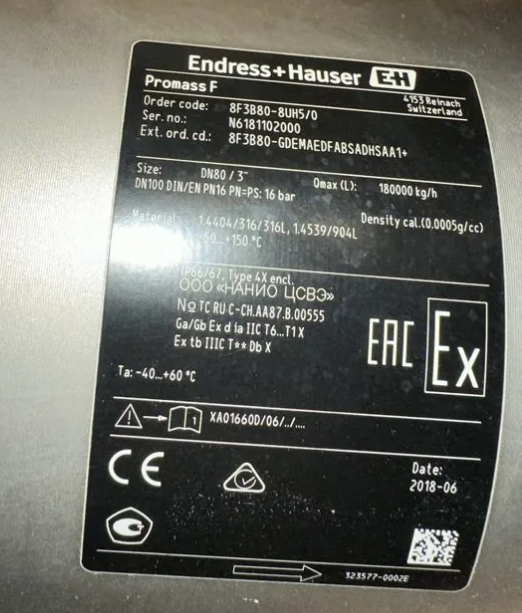 Endress+Hauser EH
Promass F
4153 Reinach
Switzerland
Order code: 8F3B80-8UH5/0
Ser. no.: N6181102000
Ext. ord. cd.: 8F3B80-GDEMAEDFABSADHSAA1+
Size: DN80 / 3" Qmax (L): 180000 kg/h
DN100 DIN/EN PN16 PN=PS: 16 bar
Material: 1.4404/316/316L, 1.4539/904L Density cal.(0.0005g/cc)
-50...+150 °C
IP66/67, Type 4X encl.
ООО «НАНИО ЦСВЭ»
№ TC RU C-CH.AA87.B.00555
Ga/Gb Ex d ia IIC T6...T1 X
Ex tb IIIC T** Db X
EAC Ex
Ta: -40...+60 °C
1 XA01660D/06/../....
CE
Date:
2018-06
323577-0002E